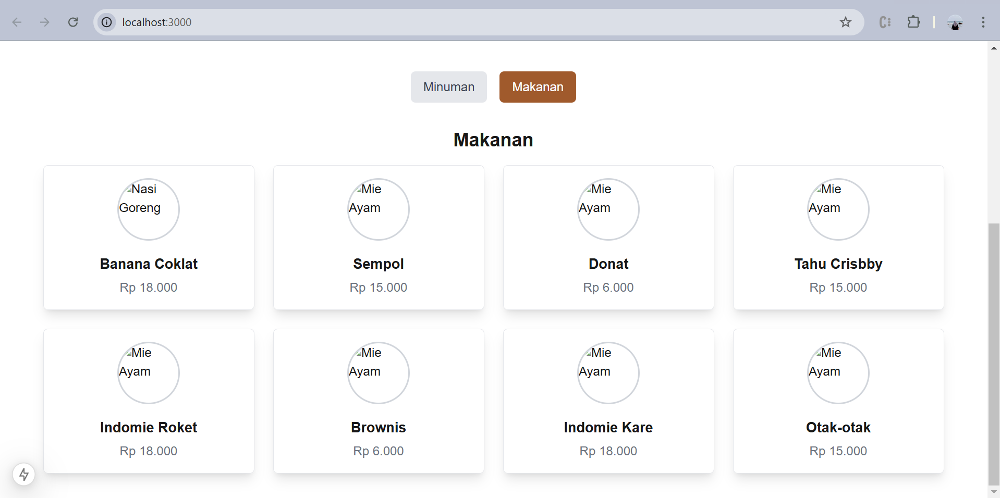 localhost:3000
Minuman Makanan
Makanan
Nasi
Goreng
Mie
Ayam
Mie
Ayam
Mie
Ayam
Banana Coklat
Sempol
Donat
Tahu Crisbby
Rp 18.000
Rp 15.000
Rp 6.000
Rp 15.000
Mie
Ayam
Mie
Ayam
Mie
Ayam
Mie
Ayam
Indomie Roket
Brownis
Indomie Kare
Otak-otak
Rp 18.000
Rp 6.000
Rp 18.000
Rp 15.000